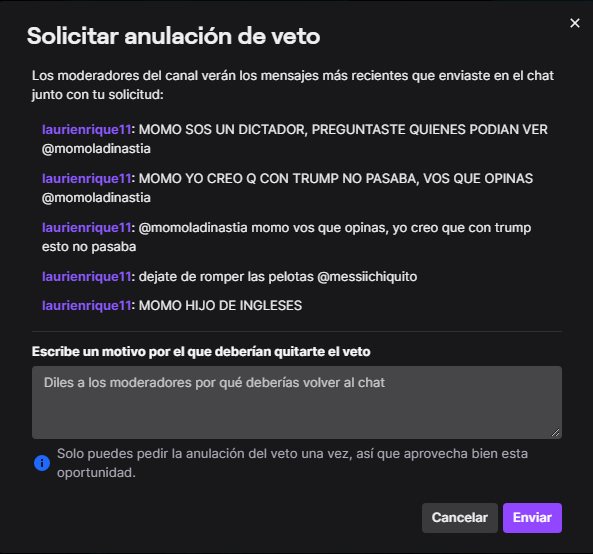 Solicitar anulación de veto
Los moderadores del canal verán los mensajes más recientes que enviaste en el chat
junto con tu solicitud:
laurienrique11: MOMO SOS UN DICTADOR, PREGUNTASTE QUIENES PODIAN VER
@momoladinastia
laurienrique11: MOMO YO CREO Q CON TRUMP NO PASABA, VOS QUE OPINAS
@momoladinastia
laurienrique11: @momoladinastia momo vos que opinas, yo creo que con trump
esto no pasaba
laurienrique11: dejate de romper las pelotas @messiichiquito
laurienrique11: MOMO HIJO DE INGLESES
Escribe un motivo por el que deberían quitarte el veto
Diles a los moderadores por qué deberías volver al chat
Solo puedes pedir la anulación del veto una vez, así que aprovecha bien esta
oportunidad.
Cancelar Enviar